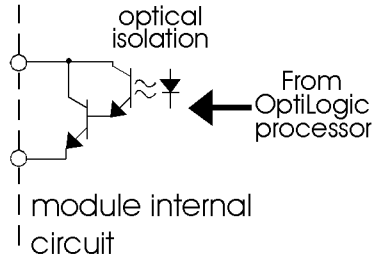 optical
isolation
From
OptiLogic
processor
module internal
circuit